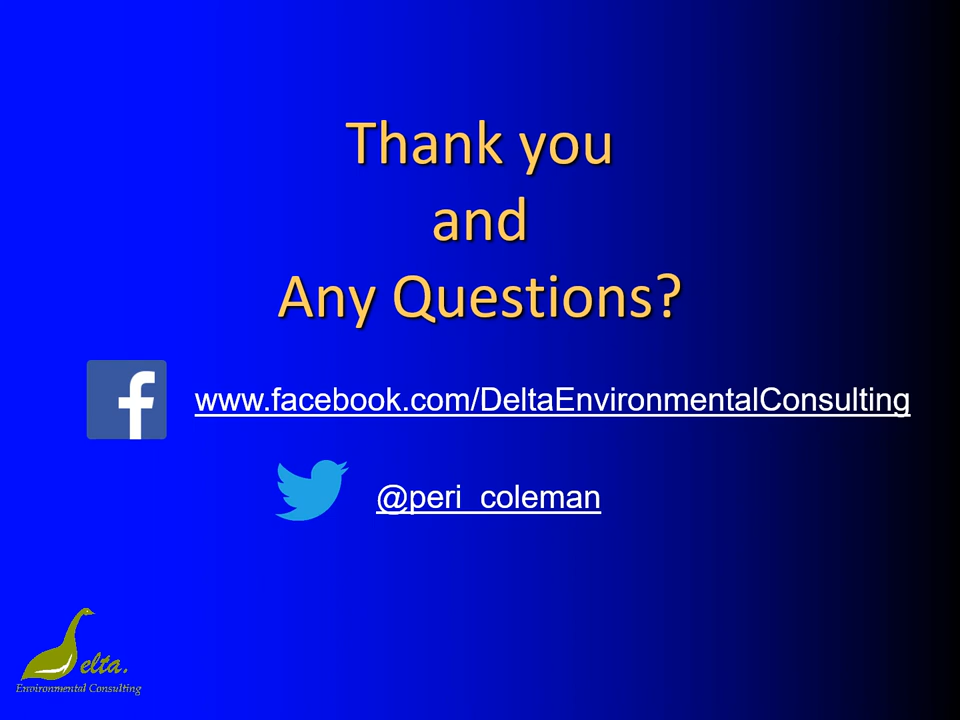 Thank you
and
Any Questions?
www.facebook.com/DeltaEnvironmentalConsulting
@peri_coleman
elta.
Environmental Consulting